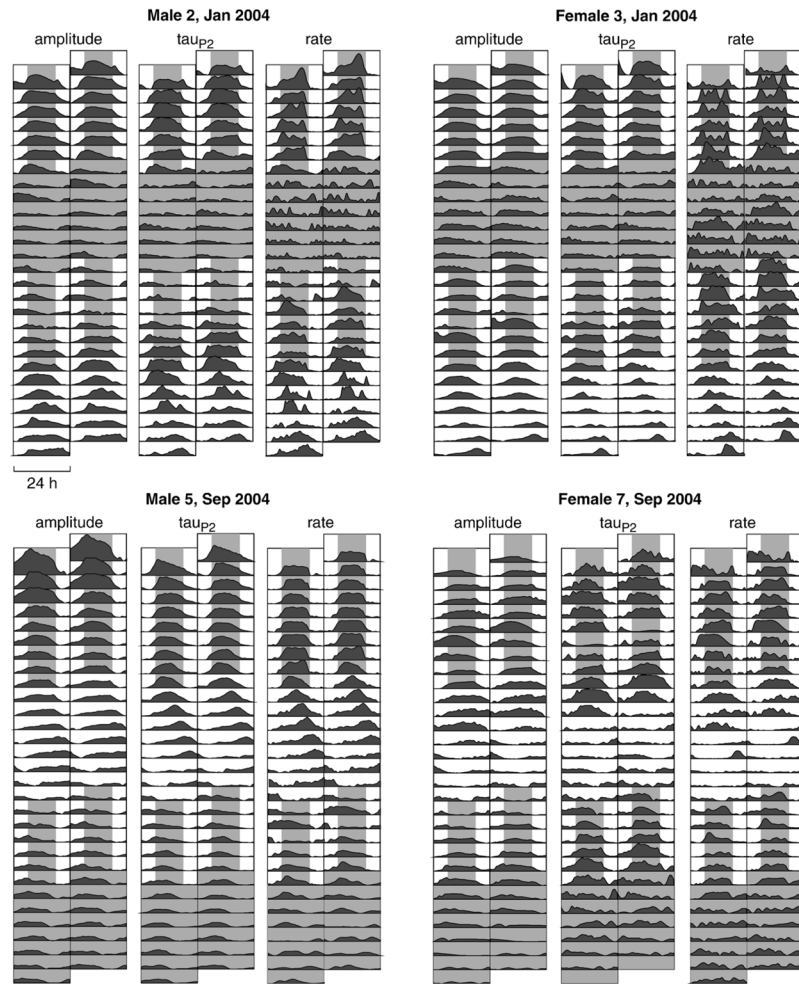 Male 2, Jan 2004
amplitude tauP2 rate
24 h
Female 3, Jan 2004
amplitude tauP2 rate
Male 5, Sep 2004
amplitude tauP2 rate
Female 7, Sep 2004
amplitude tauP2 rate